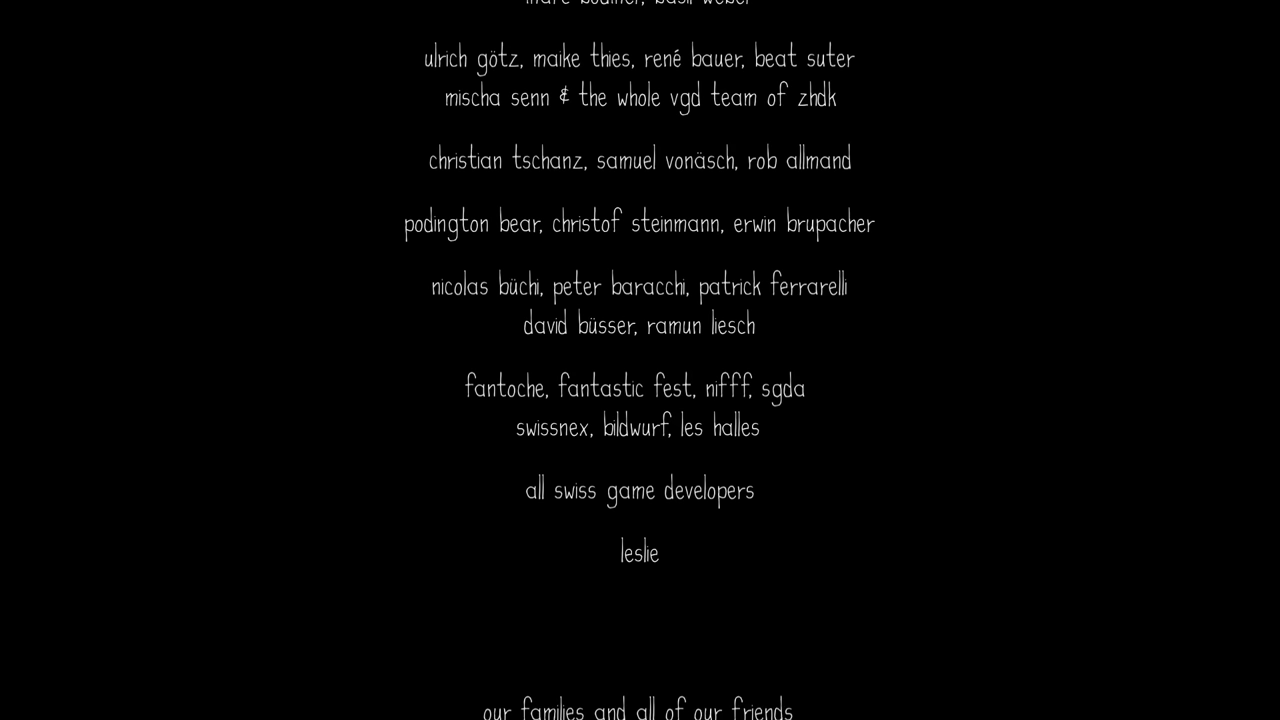 ulrich götz, maike thies, rené bauer, beat suter
mischa senn & the whole vgd team of zhdk
christian tschanz, samuel vonäsch, rob allmand
podington bear, christof steinmann, erwin brupacher
nicolas büchi, peter baracchi, patrick ferrarelli
david büsser, ramun liesch
fantoche, fantastic fest, nifff, sgda
swissnex, bildwurf, les halles
all swiss game developers
leslie
our families and all of our friends